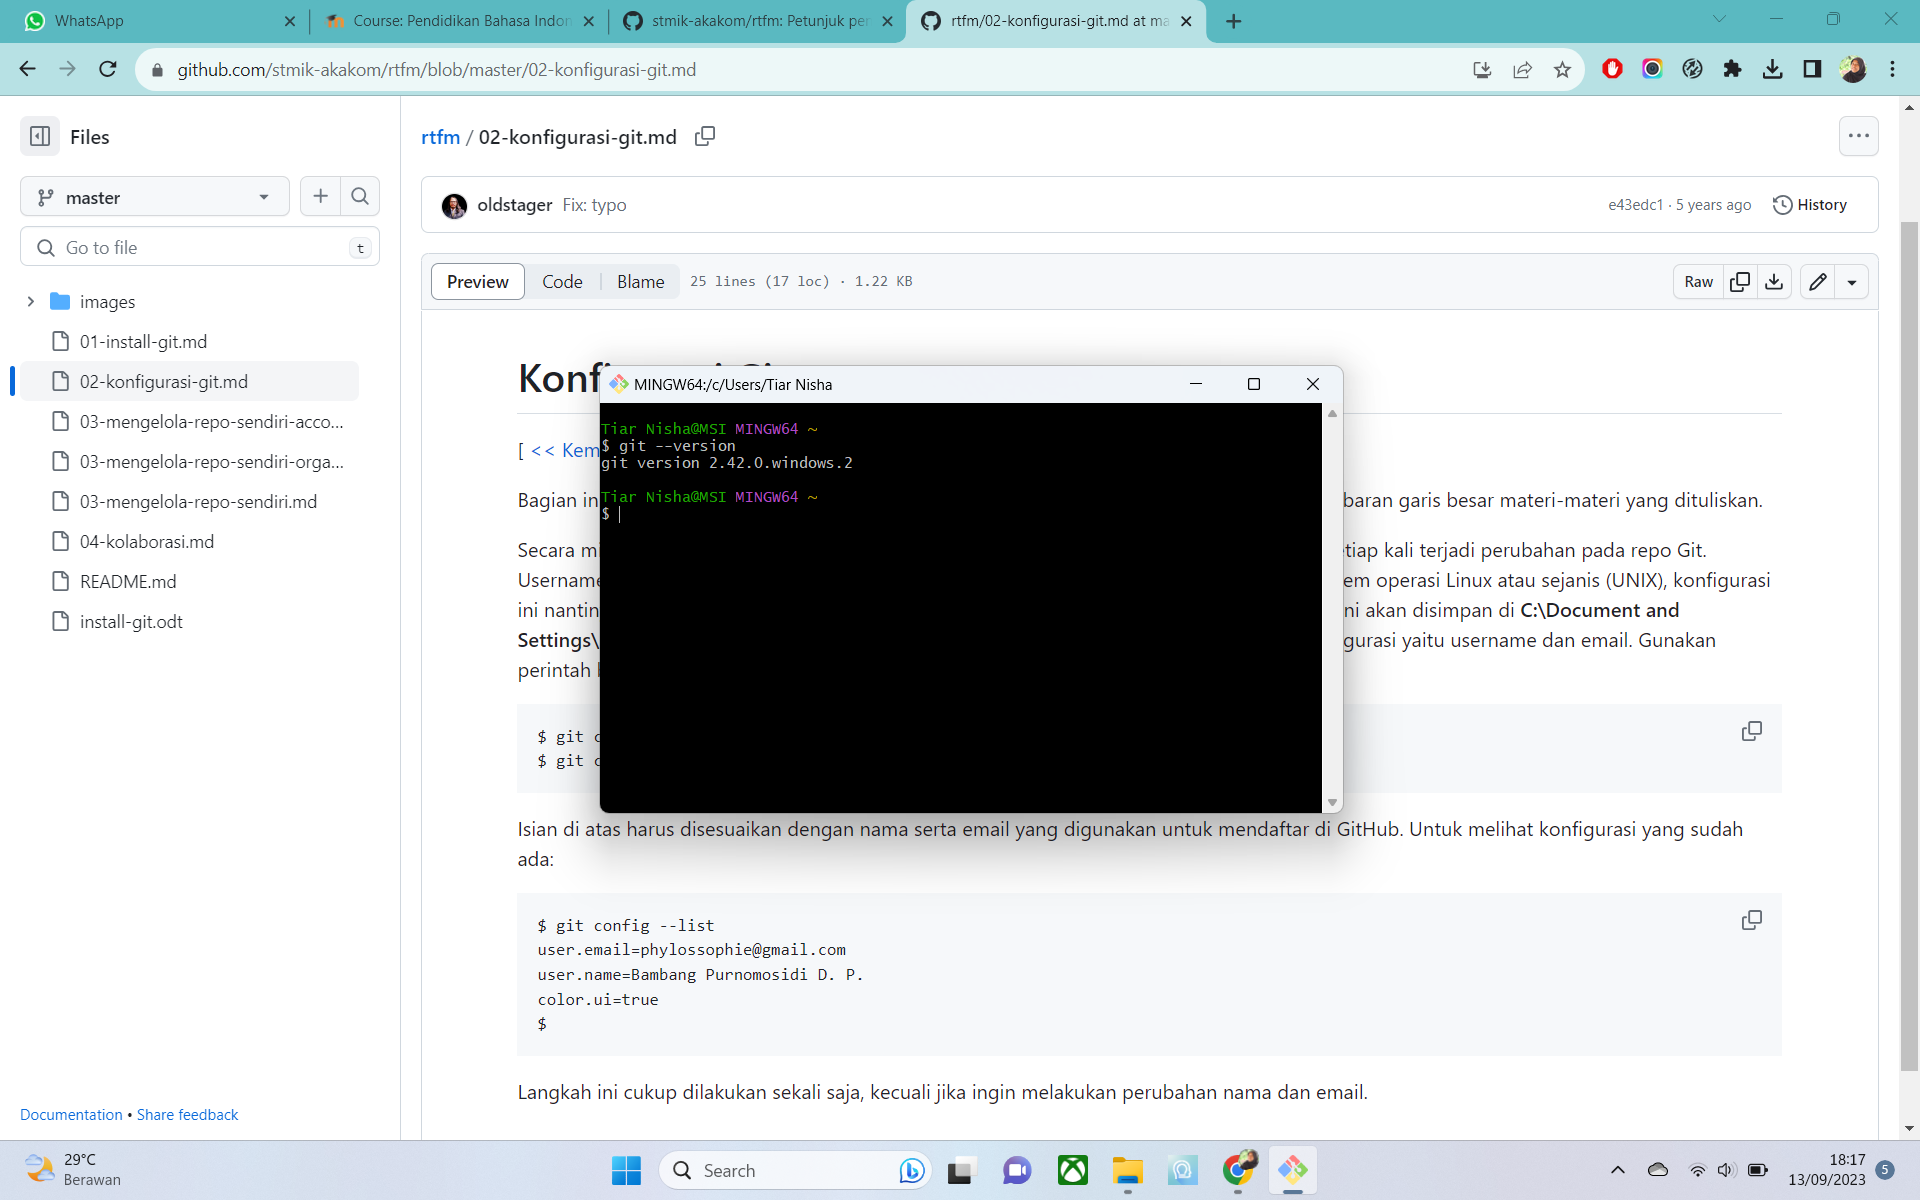 WhatsApp
Course: Pendidikan Bahasa Indon
stmik-akakom/rtfm: Petunjuk per
rtfm/02-konfigurasi-git.md at ma
github.com/stmik-akakom/rtfm/blob/master/02-konfigurasi-git.md
Files
master
Go to file
t
images
01-install-git.md
02-konfigurasi-git.md
03-mengelola-repo-sendiri-acco...
03-mengelola-repo-sendiri-orga...
03-mengelola-repo-sendiri.md
04-kolaborasi.md
README.md
install-git.odt
Documentation • Share feedback
rtfm / 02-konfigurasi-git.md
oldstager Fix: typo
e43edc1 · 5 years ago
History
Preview
Code
Blame
25 lines (17 loc) · 1.22 KB
Raw
[ << Kem
Bagian in
baran garis besar materi-materi yang dituliskan.
Secara mi
etiap kali terjadi perubahan pada repo Git.
Username
em operasi Linux atau sejanis (UNIX), konfigurasi
ini nantin
ni akan disimpan di C:\Document and
Settings\
gurasi yaitu username dan email. Gunakan
perintah
$ git c
$ git c
MINGW64:/c/Users/Tiar Nisha
Tiar Nisha@MSI MINGW64 ~
$ git --version
git version 2.42.0.windows.2
Tiar Nisha@MSI MINGW64 ~
$
Isian di atas harus disesuaikan dengan nama serta email yang digunakan untuk mendaftar di GitHub. Untuk melihat konfigurasi yang sudah
ada:
$ git config --list
user.email=phylossophie@gmail.com
user.name=Bambang Purnomosidi D. P.
color.ui=true
$
Langkah ini cukup dilakukan sekali saja, kecuali jika ingin melakukan perubahan nama dan email.
29°C
Berawan
Search
18:17
13/09/2023
5